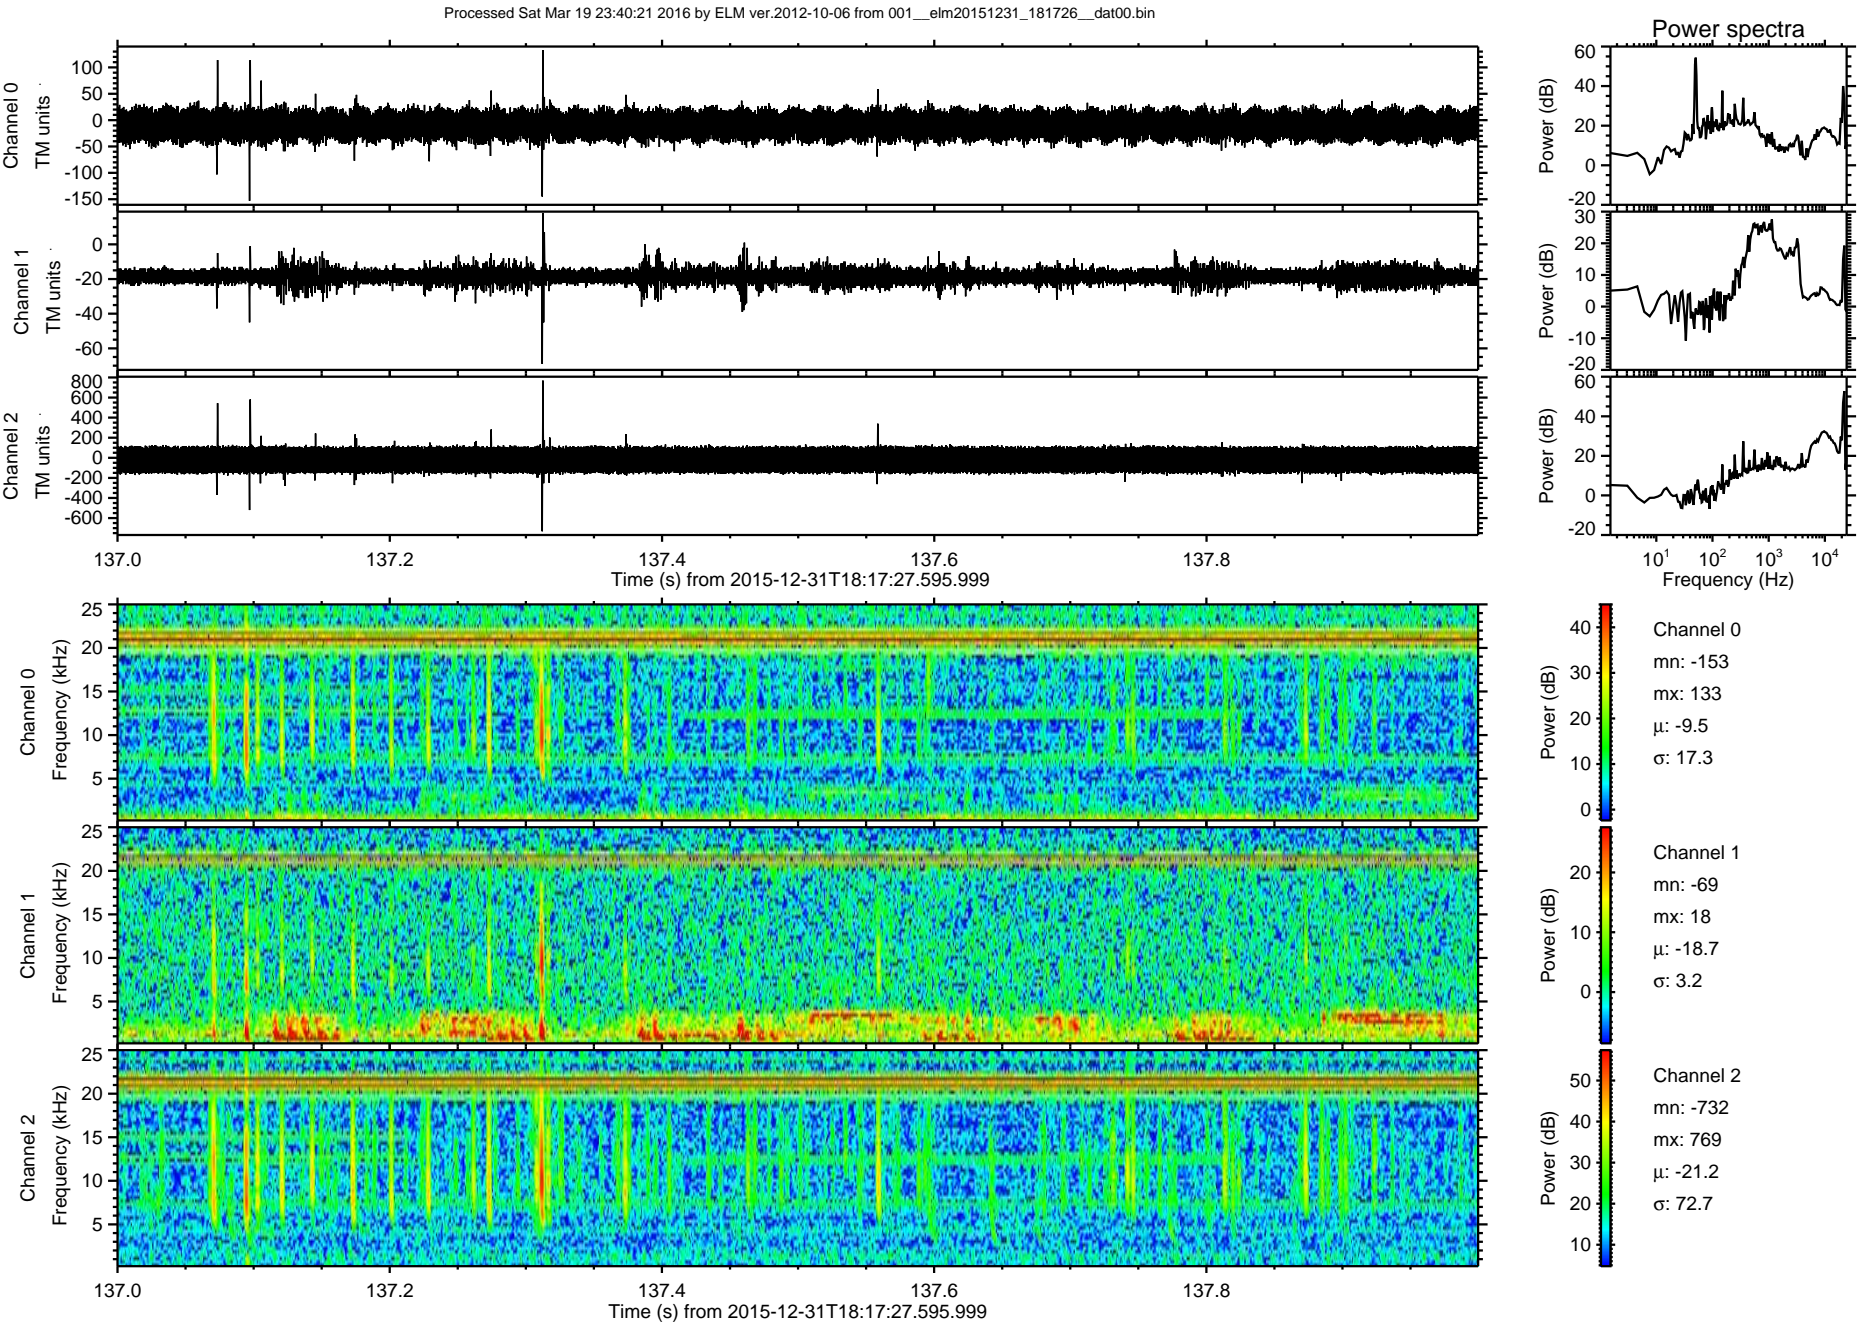 Processed Sat Mar 19 23:40:21 2016 by ELM ver.2012-10-06 from 001__elm20151231_181726__dat00.bin
Power spectra
Channel 0
TM units
100
50
0
-50
-100
-150
Power (dB)
60
40
20
0
-20
Channel 1
TM units
0
-20
-40
-60
Power (dB)
30
20
10
0
-10
-20
Channel 2
TM units
800
600
400
200
0
-200
-400
-600
Power (dB)
60
40
20
0
-20
137.0
137.2
137.4
137.6
137.8
Time (s) from 2015-12-31T18:17:27.595.999
10^1
10^2
10^3
10^4
Frequency (Hz)
Channel 0
Frequency (kHz)
25
20
15
10
5
Power (dB)
40
30
20
10
0
Channel 0
mn: -153
mx: 133
μ: -9.5
σ: 17.3
Channel 1
Frequency (kHz)
25
20
15
10
5
Power (dB)
20
10
0
Channel 1
mn: -69
mx: 18
μ: -18.7
σ: 3.2
Channel 2
Frequency (kHz)
25
20
15
10
5
Power (dB)
50
40
30
20
10
Channel 2
mn: -732
mx: 769
μ: -21.2
σ: 72.7
137.0
137.2
137.4
137.6
137.8
Time (s) from 2015-12-31T18:17:27.595.999